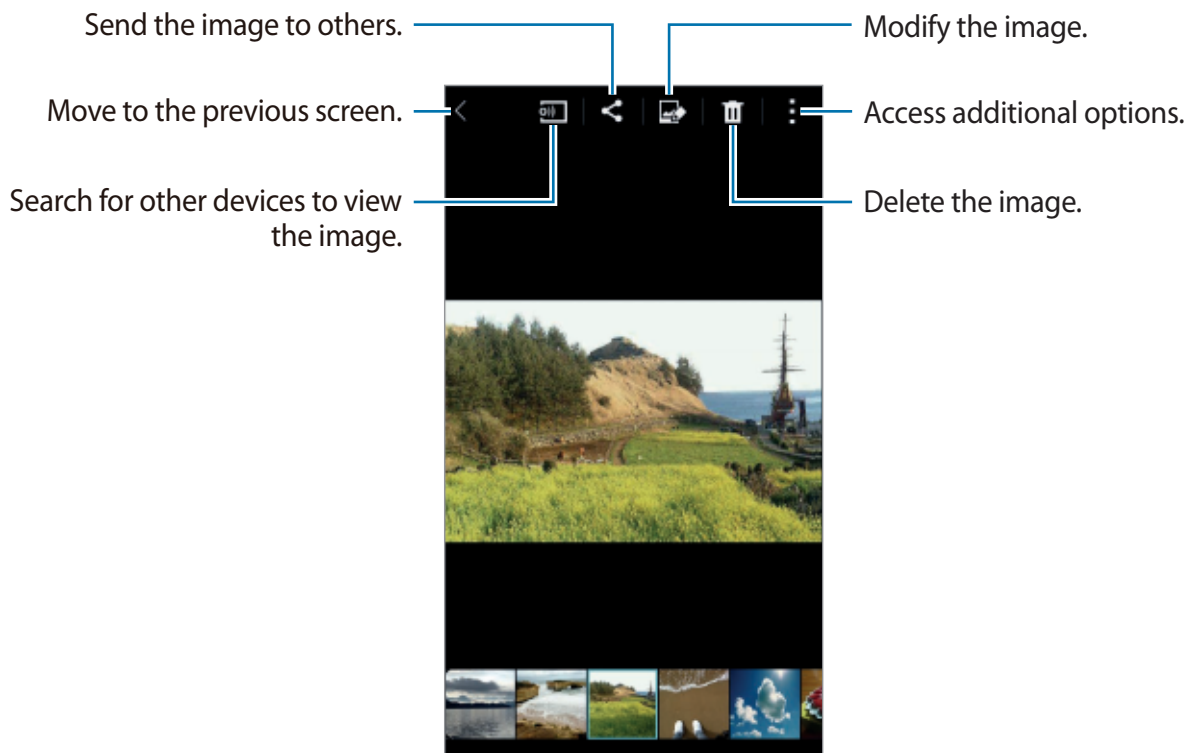 Send the image to others.
Modify the image.
Move to the previous screen.
Access additional options.
Search for other devices to view
the image.
Delete the image.